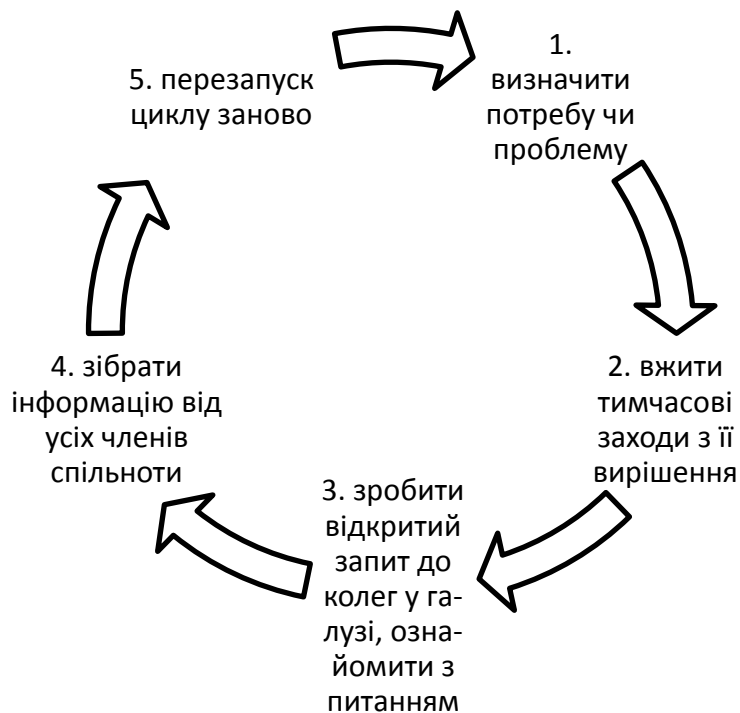 1.
визначити
потребу чи
проблему
2. вжити
тимчасові
заходи з її
вирішення
3. зробити
відкритий
запит до
колег у га-
лузі, озна-
йомити з
питанням
4. зібрати
інформацію від
усіх членів
спільноти
5. перезапуск
циклу заново